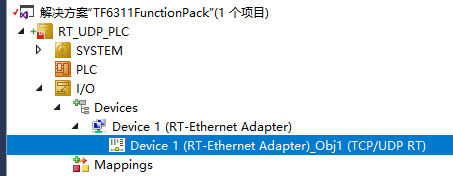 解决方案"TF6311FunctionPack"(1 个项目)
RT_UDP_PLC
SYSTEM
PLC
I/O
Devices
Device 1 (RT-Ethernet Adapter)
Device 1 (RT-Ethernet Adapter)_Obj1 (TCP/UDP RT)
Mappings